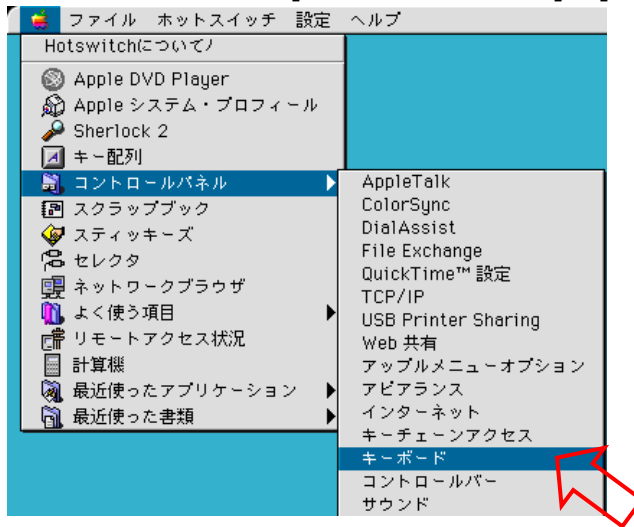 ファイル ホットスイッチ 設定 ヘルプ
Hotswitchについて/
Apple DVD Player
Apple システム・プロフィール
Sherlock 2
キー配列
コントロールパネル
スクラップブック
スティッキーズ
セレクタ
ネットワークブラウザ
よく使う項目
リモートアクセス状況
計算機
最近使ったアプリケーション
最近使った書類
AppleTalk
ColorSync
DialAssist
File Exchange
QuickTime™ 設定
TCP/IP
USB Printer Sharing
Web 共有
アップルメニューオプション
アピアランス
インターネット
キーチェーンアクセス
キーボード
コントロールバー
サウンド